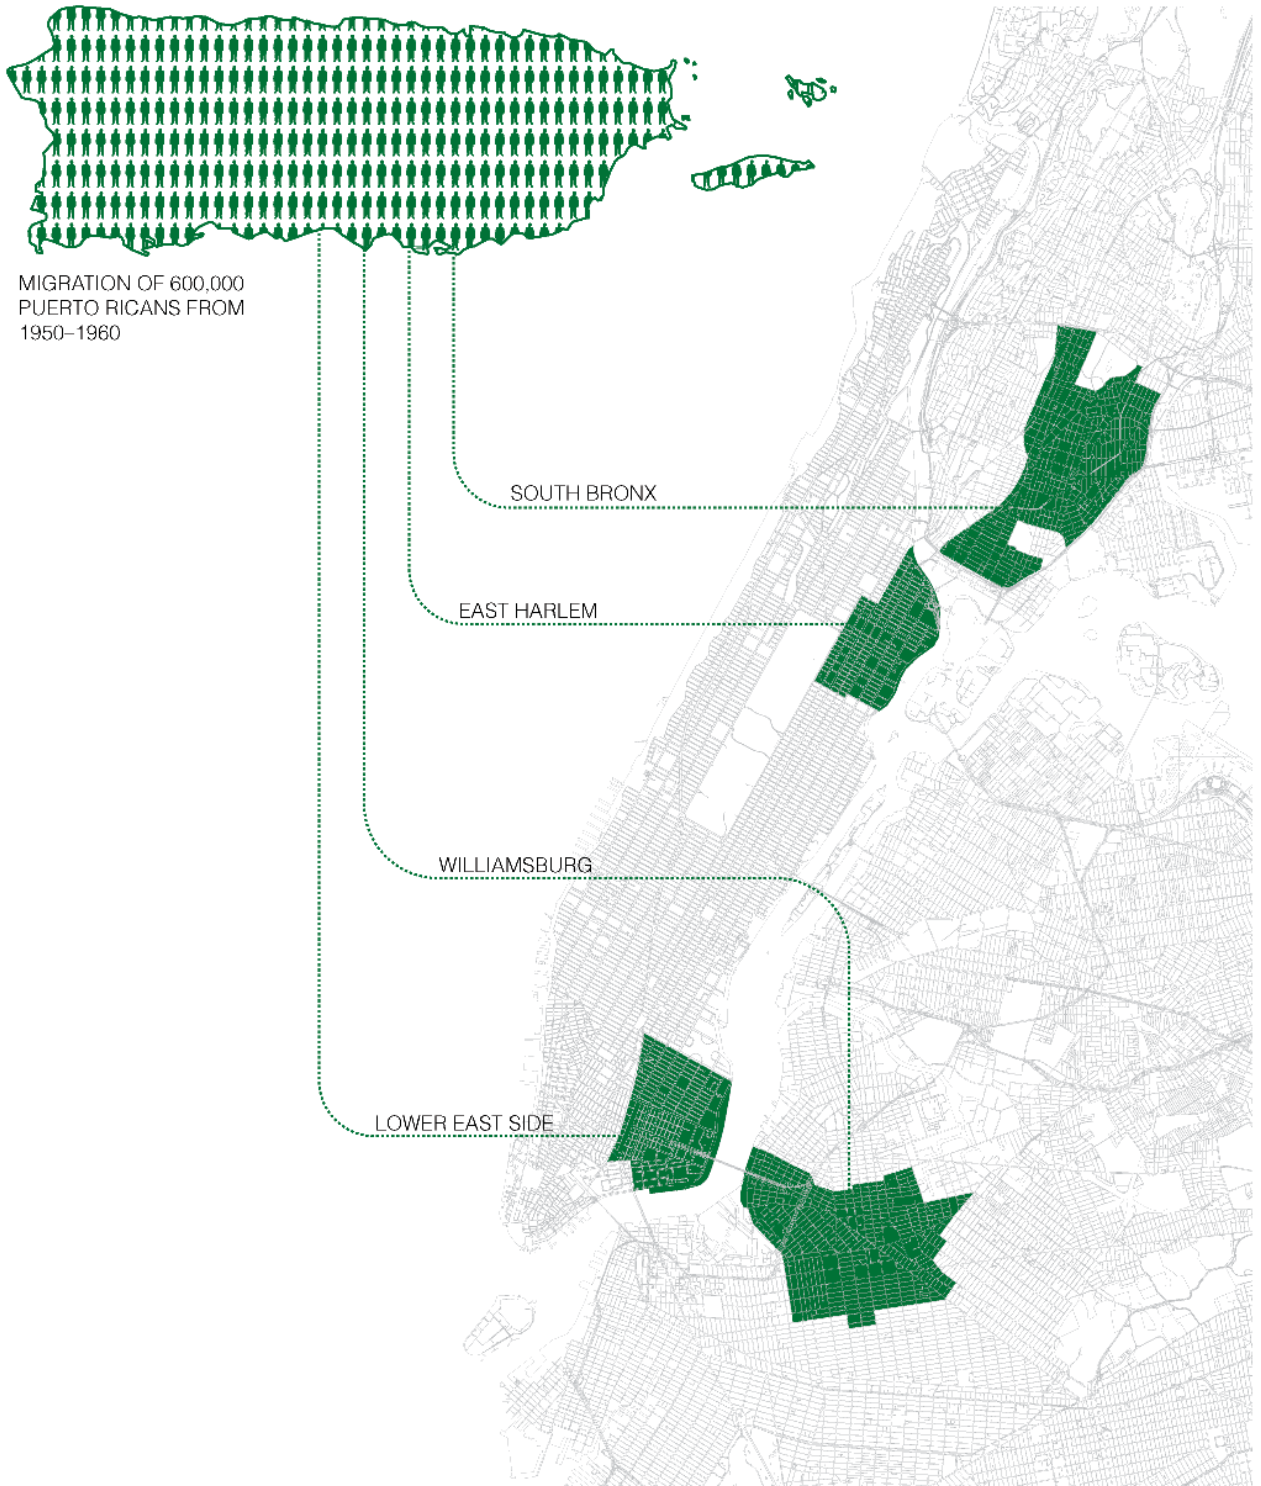 MIGRATION OF 600,000
PUERTO RICANS FROM
1950–1960
SOUTH BRONX
EAST HARLEM
WILLIAMSBURG
LOWER EAST SIDE